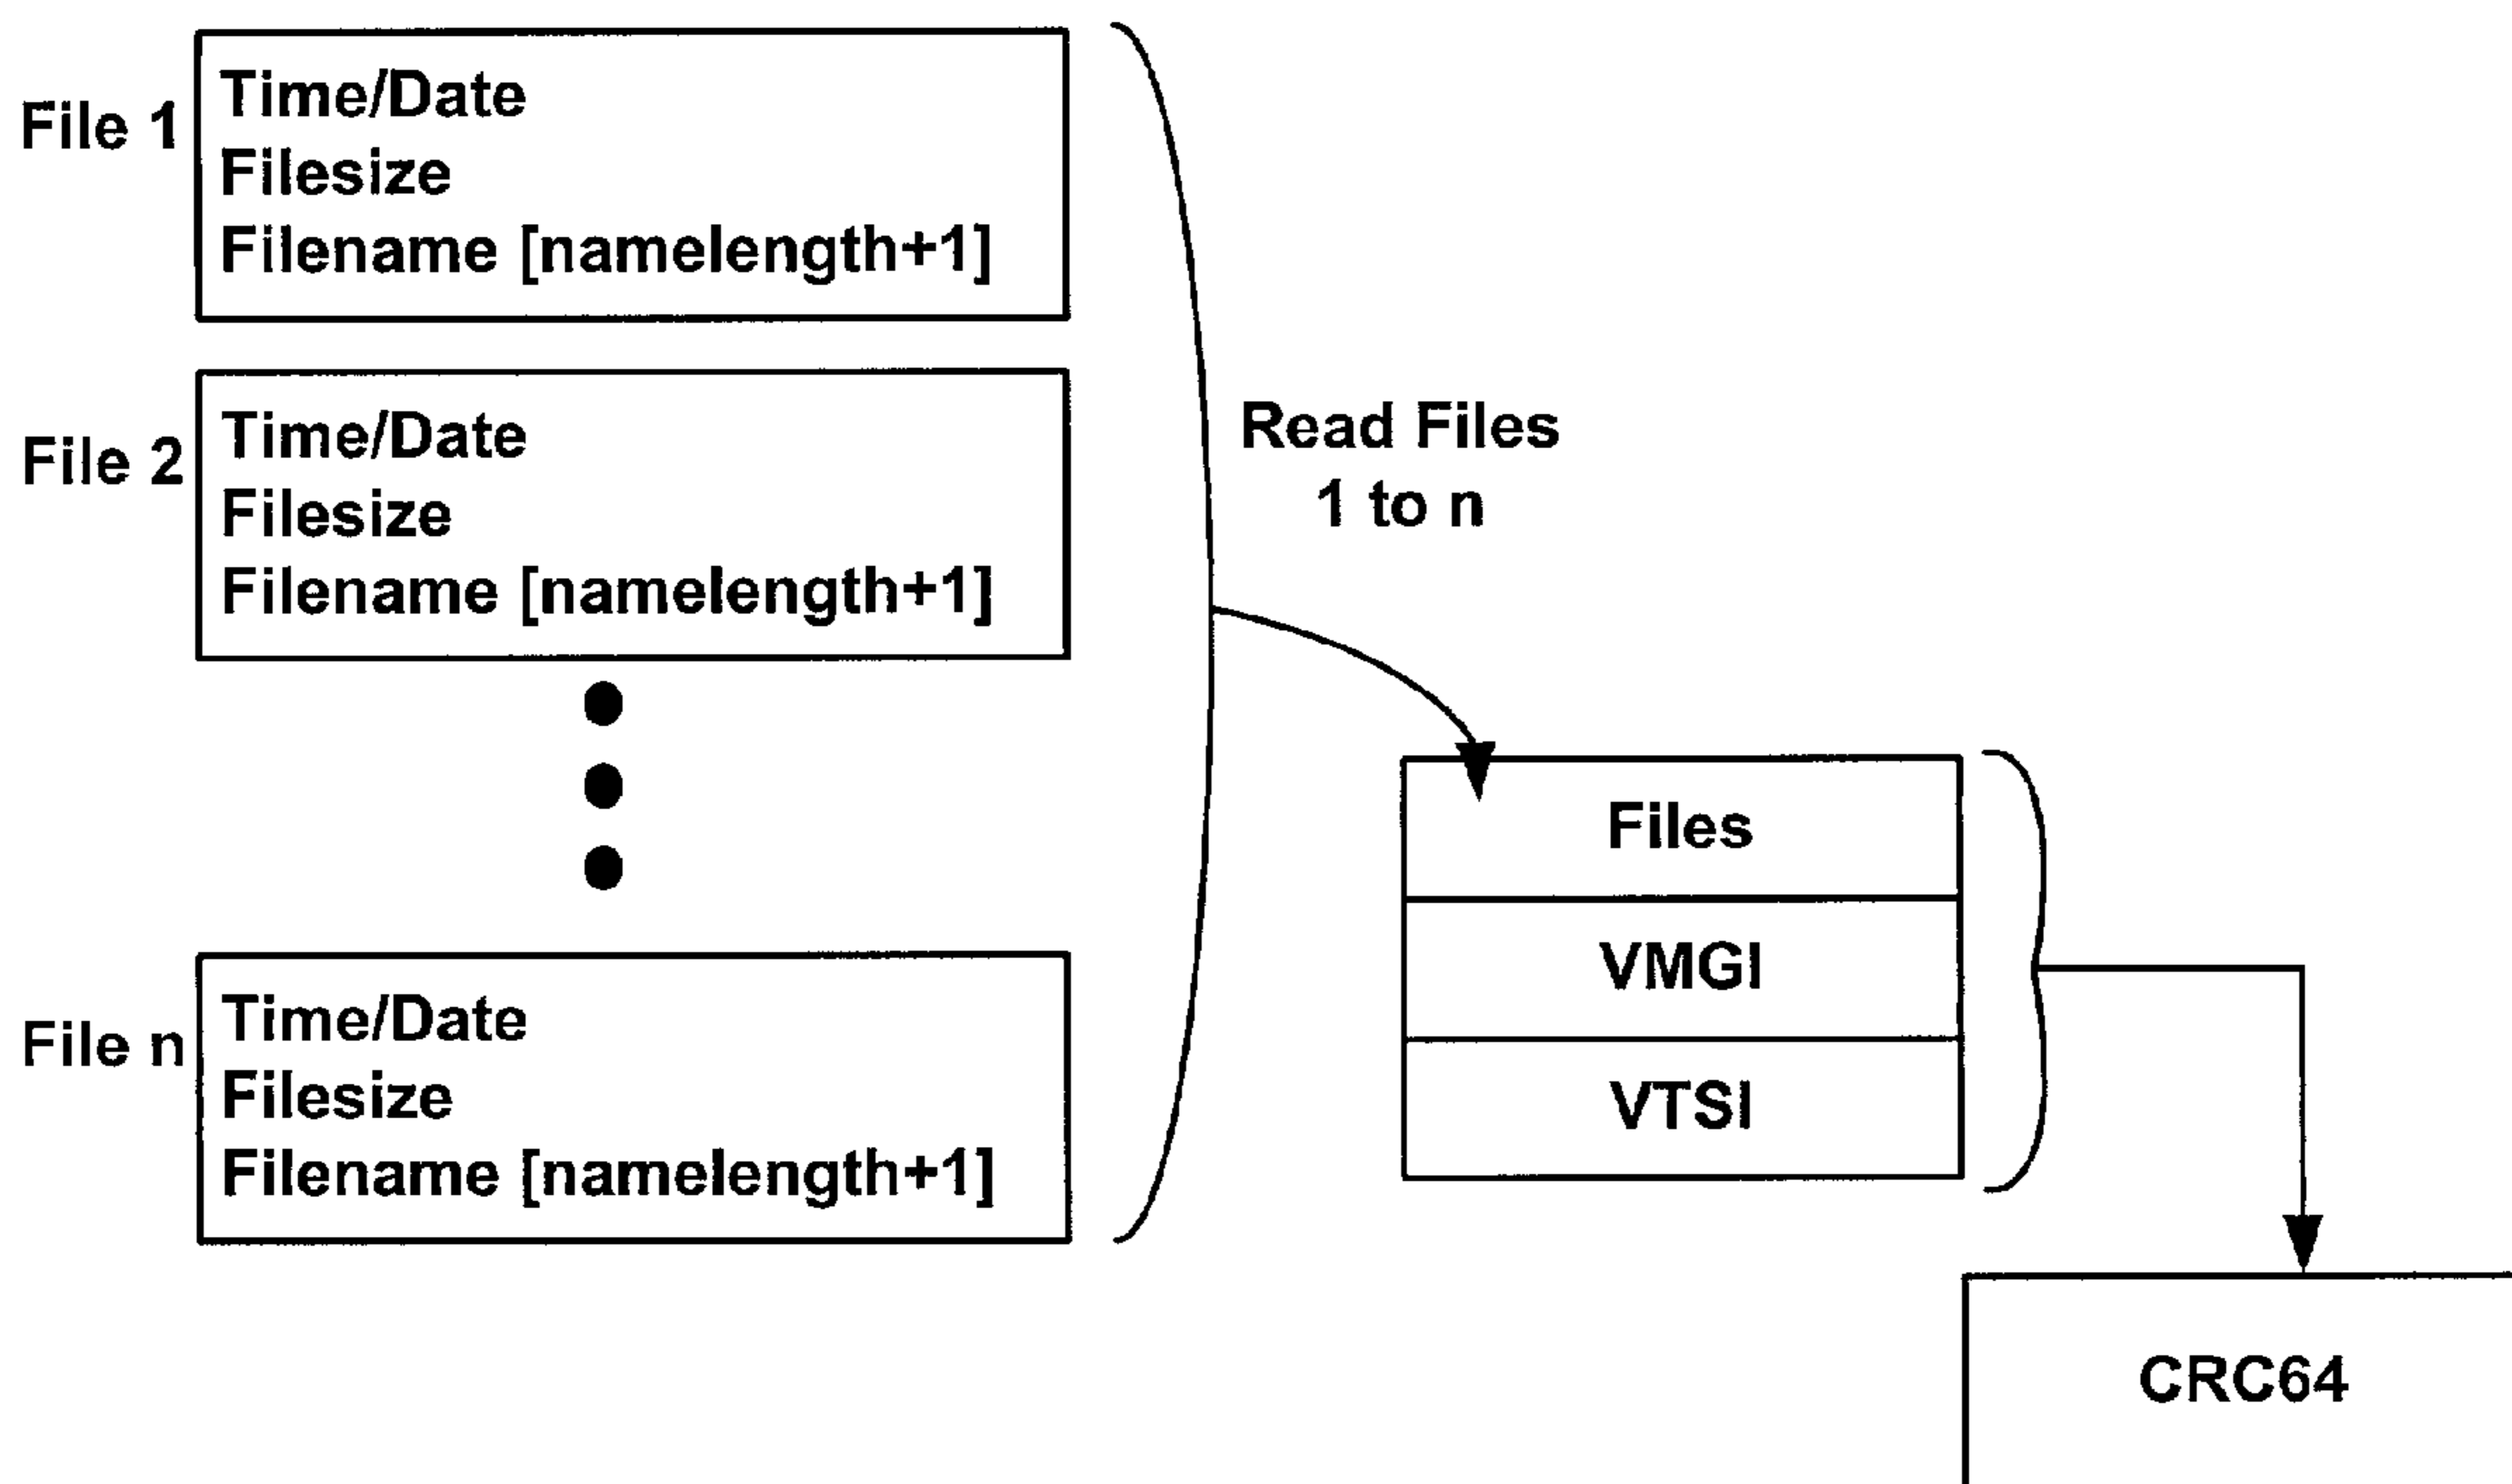 File 1
Time/Date
Filesize
Filename [namelength+1]
File 2
Time/Date
Filesize
Filename [namelength+1]
Read Files
1 to n
File n
Time/Date
Filesize
Filename [namelength+1]
Files
VMGI
VTSI
CRC64